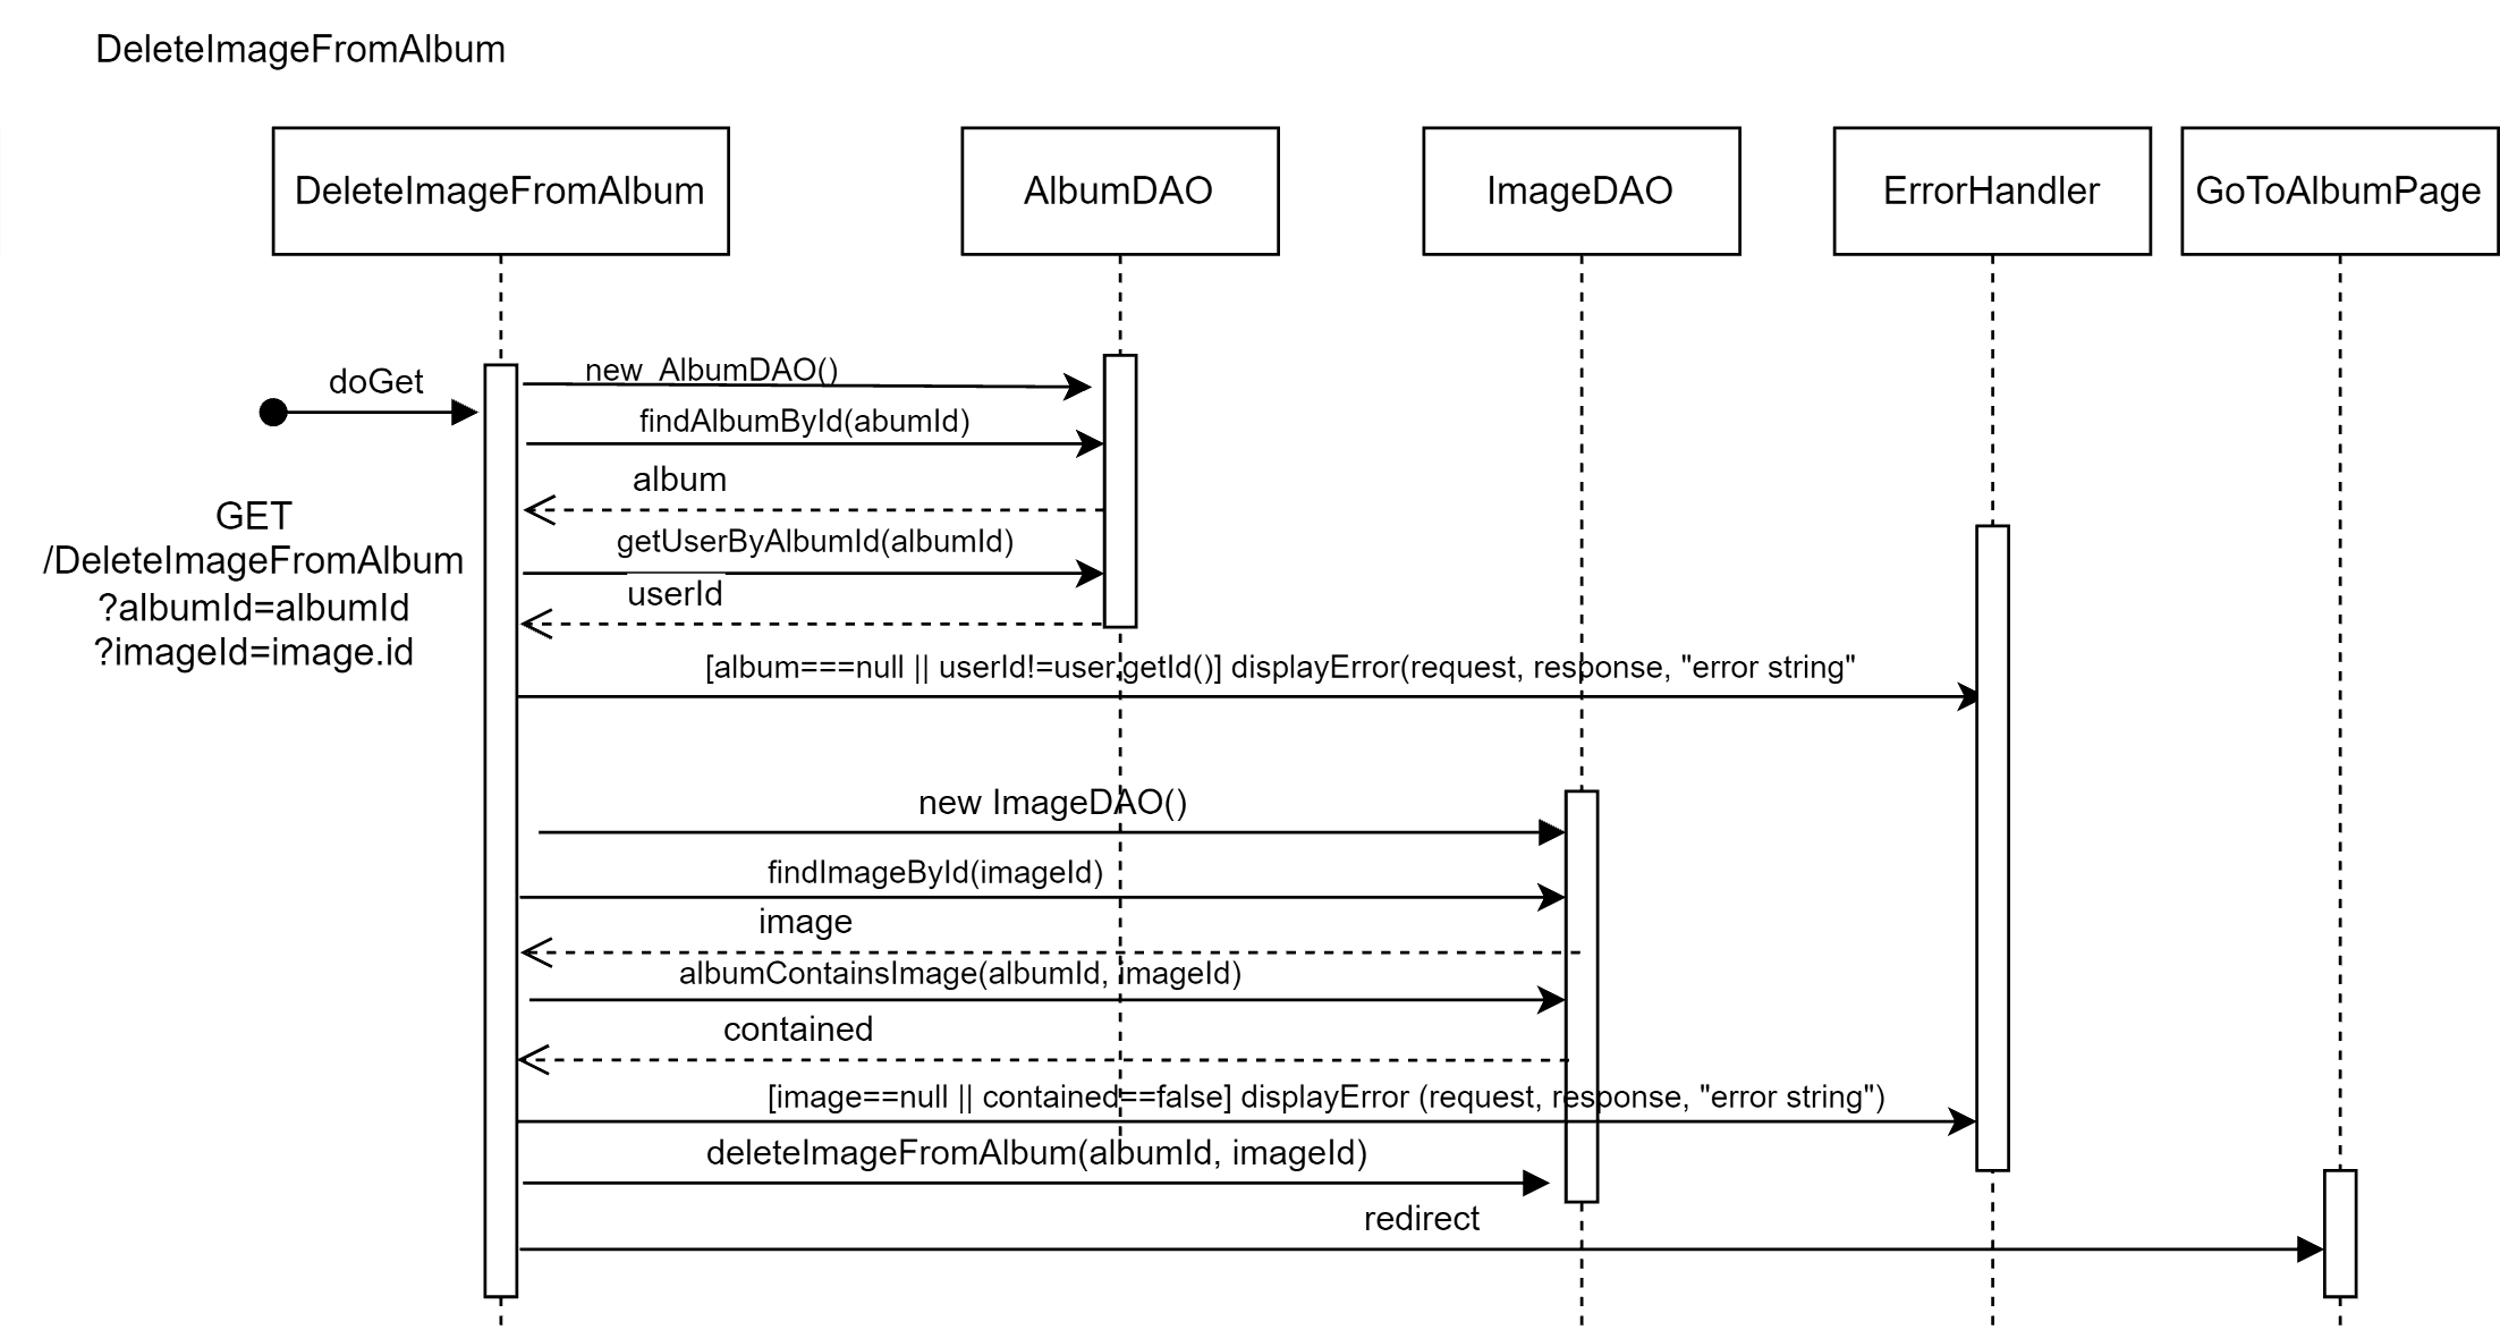 DeleteImageFromAlbum
DeleteImageFromAlbum
AlbumDAO
ImageDAO
ErrorHandler
GoToAlbumPage
doGet
new  AlbumDAO()
findAlbumById(abumId)
album
GET
/DeleteImageFromAlbum
?albumId=albumId
?imageId=image.id
getUserByAlbumId(albumId)
userId
[album===null || userId!=user.getId()] displayError(request, response, "error string"
new ImageDAO()
findImageById(imageId)
image
albumContainsImage(albumId, imageId)
contained
[image==null || contained==false] displayError (request, response, "error string")
deleteImageFromAlbum(albumId, imageId)
redirect